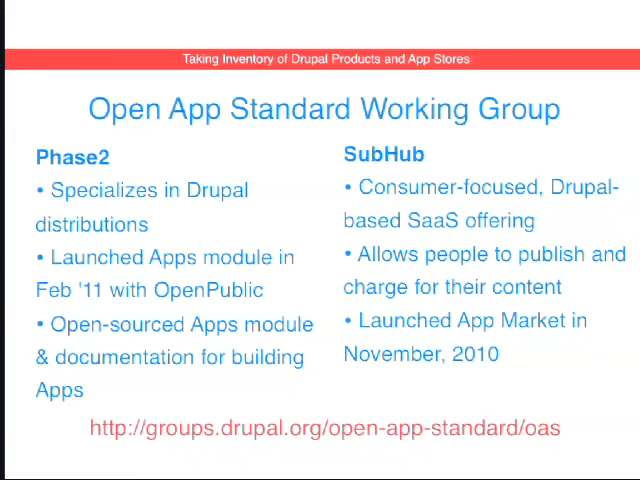 Taking Inventory of Drupal Products and App Stores
Open App Standard Working Group
Phase2
• Specializes in Drupal
distributions
• Launched Apps module in
Feb '11 with OpenPublic
• Open-sourced Apps module
& documentation for building
Apps
SubHub
• Consumer-focused, Drupal-
based SaaS offering
• Allows people to publish and
charge for their content
• Launched App Market in
November, 2010
http://groups.drupal.org/open-app-standard/oas